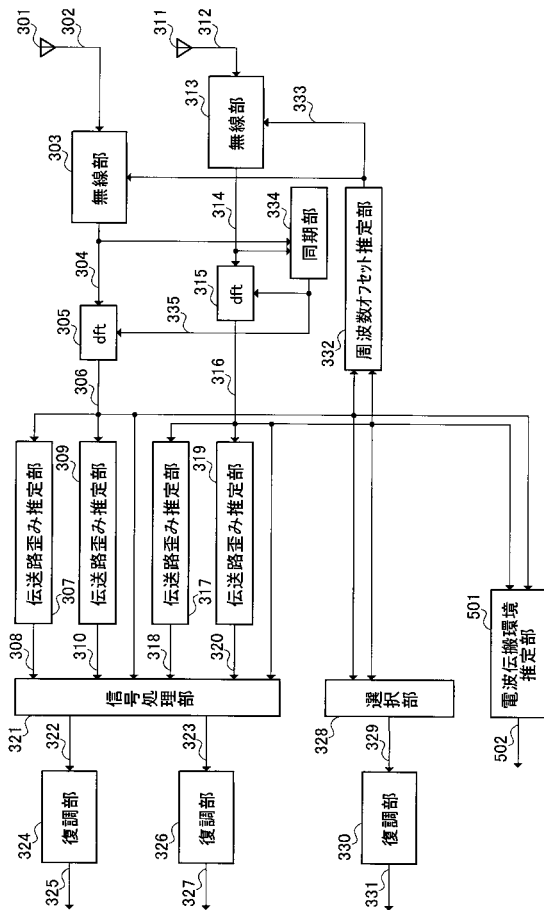 301
302
311
312
303
無線部
313
無線部
333
304
314
334
同期部
305
dft
315
dft
335
332
周波数オフセット推定部
306
316
伝送路歪み推定部
307
309
伝送路歪み推定部
伝送路歪み推定部
317
319
伝送路歪み推定部
308
310
318
320
信号処理部
321
選択部
328
501
電波伝搬環境
推定部
502
322
323
329
324
復調部
326
復調部
330
復調部
325
327
331